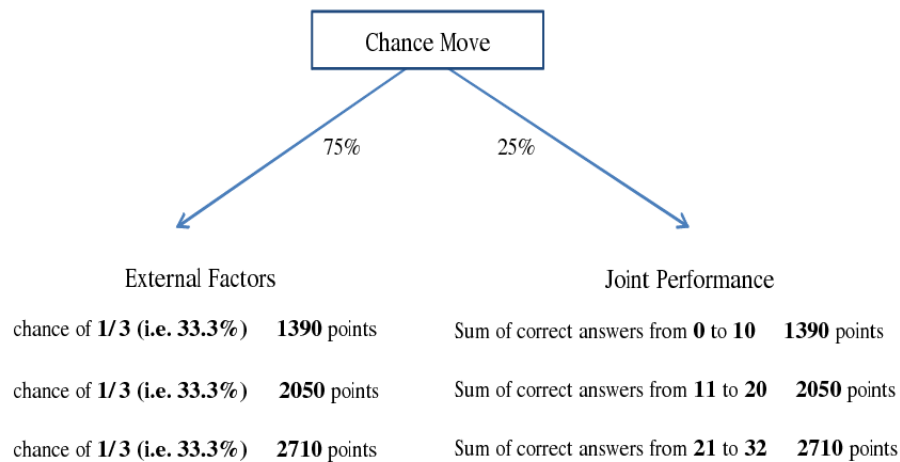 Chance Move
75%
25%
External Factors
chance of 1/3 (i.e. 33.3%) 1390 points
chance of 1/3 (i.e. 33.3%) 2050 points
chance of 1/3 (i.e. 33.3%) 2710 points
Joint Performance
Sum of correct answers from 0 to 10 1390 points
Sum of correct answers from 11 to 20 2050 points
Sum of correct answers from 21 to 32 2710 points